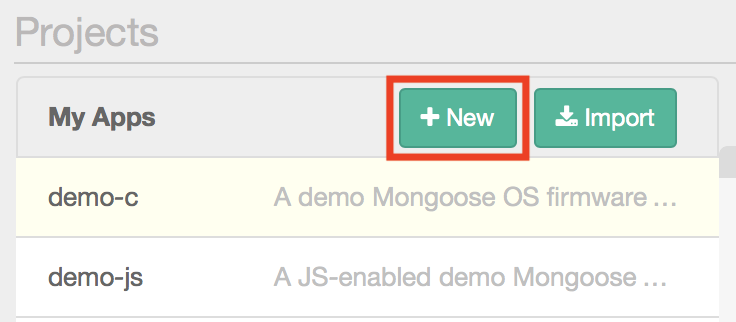 Projects
My Apps New Import
demo-c A demo Mongoose OS firmware ...
demo-js A JS-enabled demo Mongoose ...